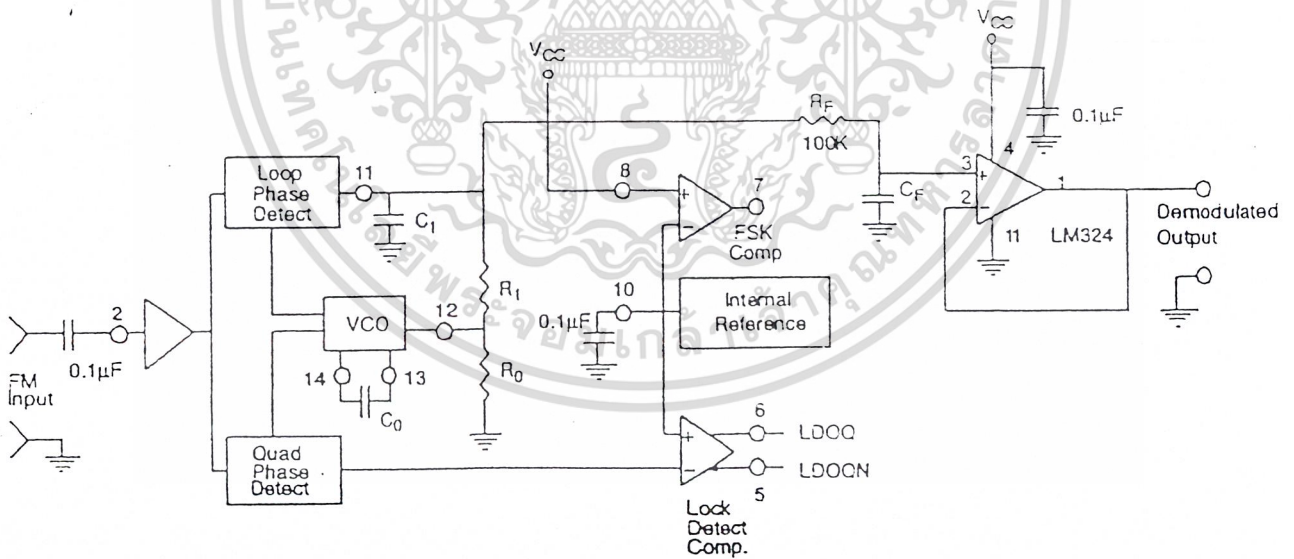 VCC
VCC
0.1µF
RF
100K
4
3
+
2
-
1
11
LM324
CF
Demodulated
Output
Loop
Phase
Detect
11
C1
8
+
-
7
FSK
Comp
R1
10
Internal
Reference
0.1µF
2
0.1µF
FM
Input
VCO
12
14
13
C0
R0
Quad
Phase
Detect
+
-
6
LDOQ
LDOQN
5
Lock
Detect
Comp.